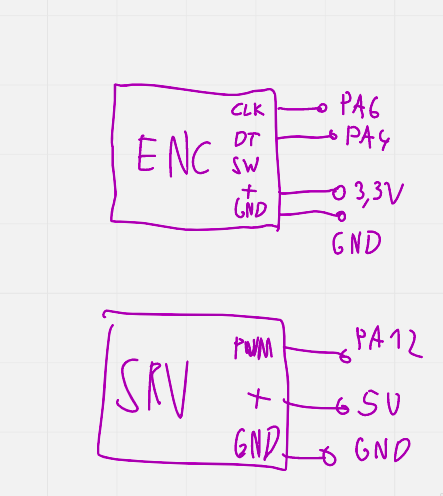 CLK PA6
DT PA4
ENC SW
+ 3,3V
GND
GND
PWM PA12
SRV + 5V
GND GND